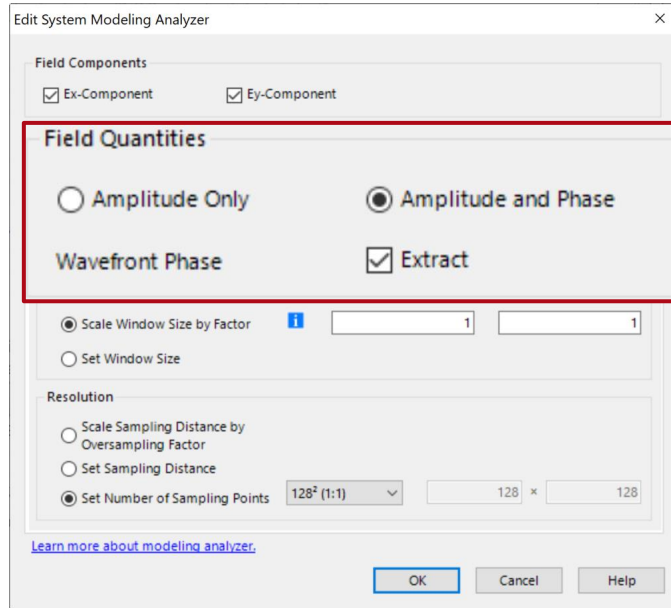 Edit System Modeling Analyzer
Field Components
Ex-Component Ey-Component
Field Quantities
Amplitude Only Amplitude and Phase
Wavefront Phase Extract
Scale Window Size by Factor i 1 1
Set Window Size
Resolution
Scale Sampling Distance by
Oversampling Factor
Set Sampling Distance
Set Number of Sampling Points 128² (1:1) 128 × 128
Learn more about modeling analyzer.
OK Cancel Help